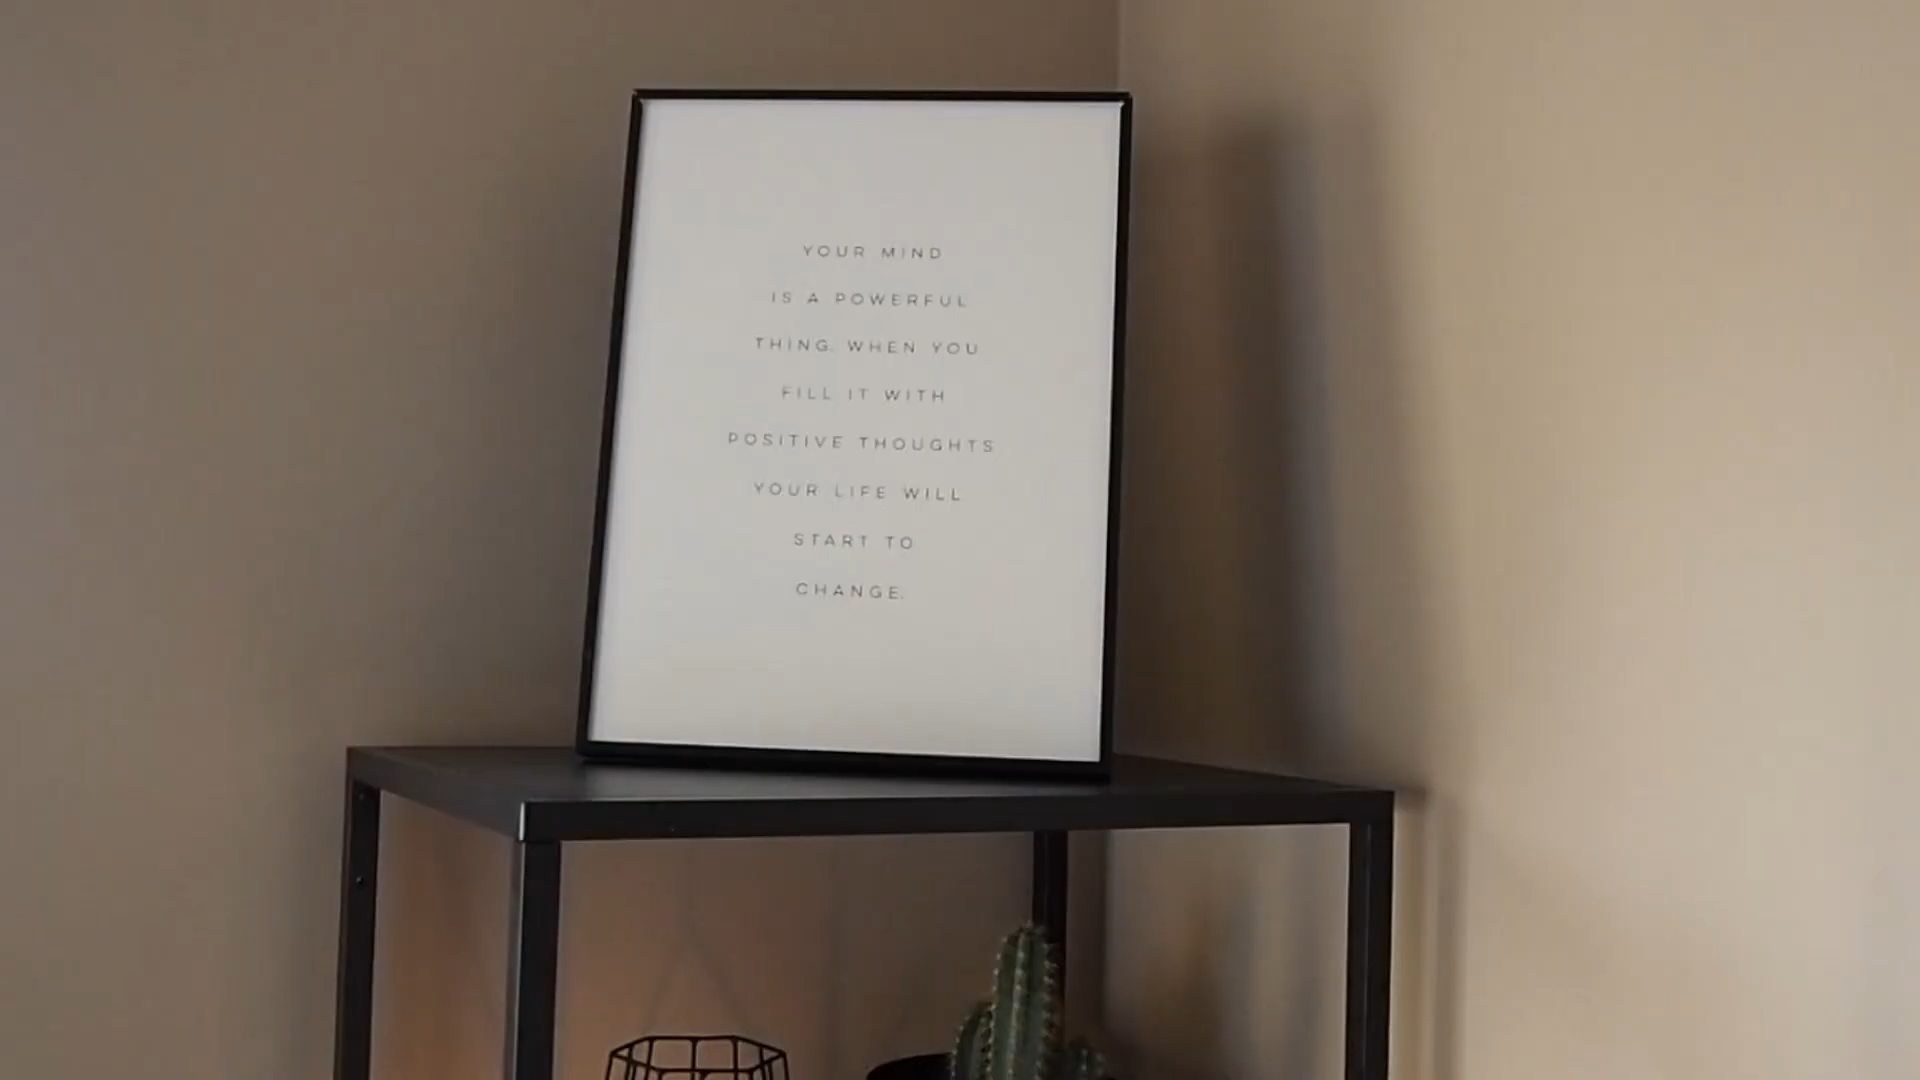 YOUR MIND
IS A POWERFUL
THING. WHEN YOU
FILL IT WITH
POSITIVE THOUGHTS
YOUR LIFE WILL
START TO
CHANGE.